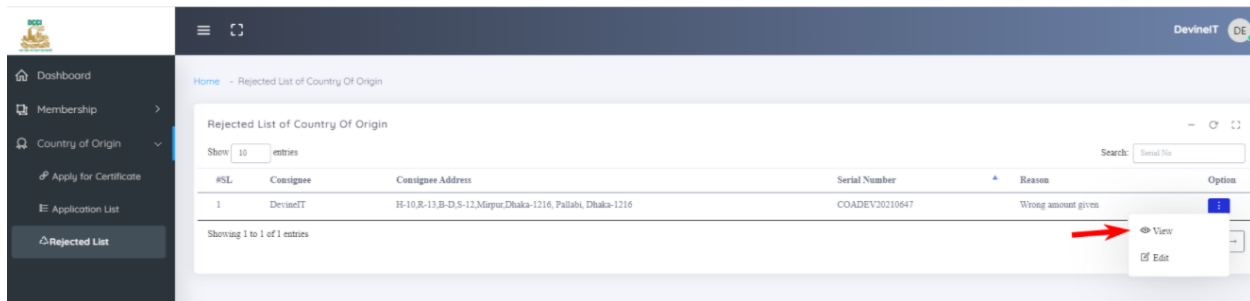 BCCI
DevineIT DE
Dashboard
Membership
Country of Origin
Apply for Certificate
Application List
Rejected List
Home - Rejected List of Country Of Origin
Rejected List of Country Of Origin
Show 10 entries
Search: Serial No
#SL Consignee Consignee Address Serial Number Reason Option
1 DevineIT H-10,R-13,B-D,S-12,Mirpur,Dhaka-1216, Pallabi, Dhaka-1216 COADEV20210647 Wrong amount given
Showing 1 to 1 of 1 entries
View
Edit